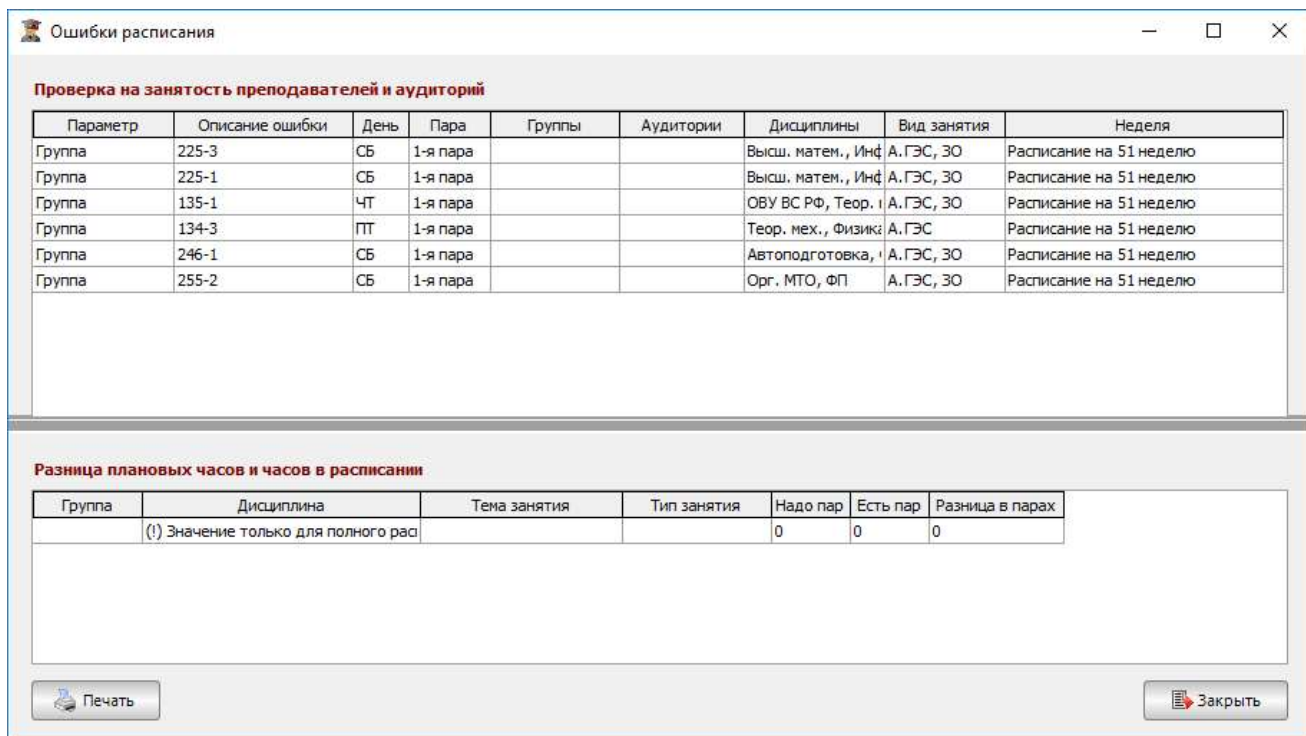 Ошибки расписания
Проверка на занятость преподавателей и аудиторий
Параметр Описание ошибки День Пара Группы Аудитории Дисциплины Вид занятия Неделя
Группа 225-3 СБ 1-я пара Высш. матем., Инф А.ГЭС, ЗО Расписание на 51 неделю
Группа 225-1 СБ 1-я пара Высш. матем., Инф А.ГЭС, ЗО Расписание на 51 неделю
Группа 135-1 ЧТ 1-я пара ОВУ ВС РФ, Теор. А.ГЭС, ЗО Расписание на 51 неделю
Группа 134-3 ПТ 1-я пара Теор. мех., Физика А.ГЭС Расписание на 51 неделю
Группа 246-1 СБ 1-я пара Автоподготовка, А.ГЭС, ЗО Расписание на 51 неделю
Группа 255-2 СБ 1-я пара Орг. МТО, ФП А.ГЭС, ЗО Расписание на 51 неделю
Разница плановых часов и часов в расписании
Группа Дисциплина Тема занятия Тип занятия Надо пар Есть пар Разница в парах
(!) Значение только для полного рас 0 0 0
Печать Закрыть